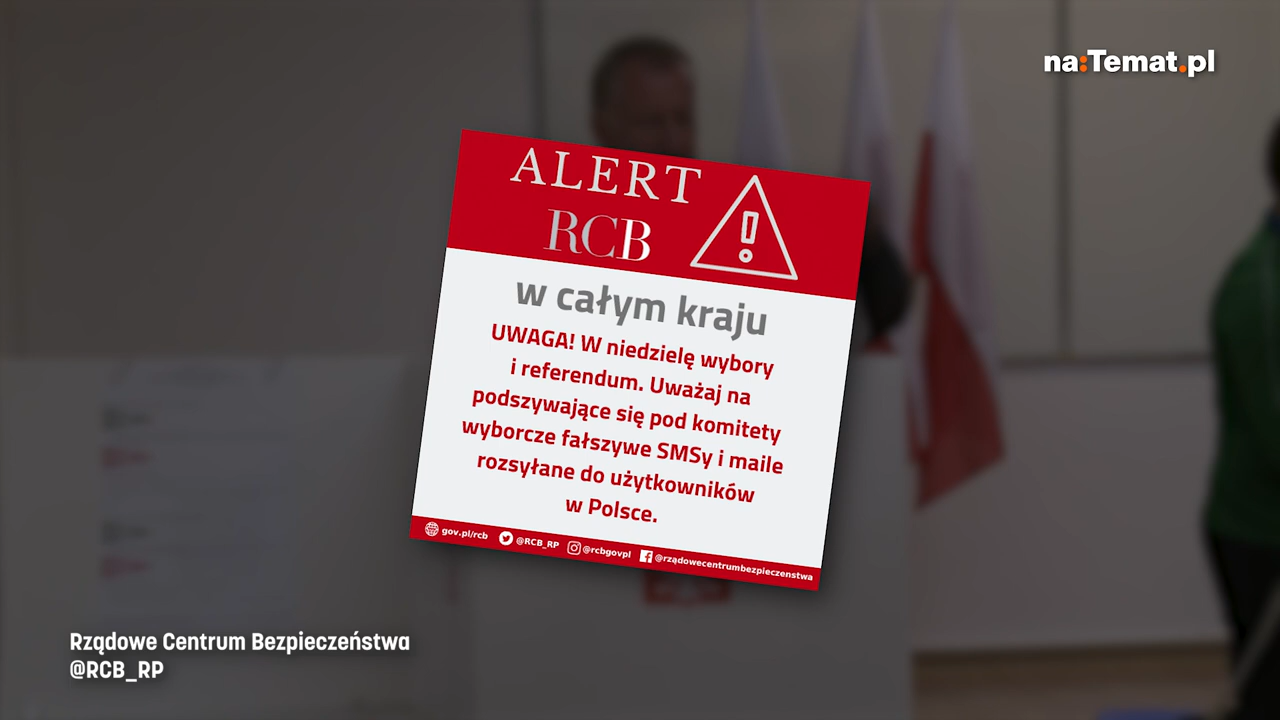 na:Temat.pl
ALERT
RCB
w całym kraju
UWAGA! W niedzielę wybory
i referendum. Uważaj na
podszywające się pod komitety
wyborcze fałszywe SMSy i maile
rozsyłane do użytkowników
w Polsce.
gov.pl/rcb @RCB_RP @rcbgovpl @rządowecentrumbezpieczenstwa
Rządowe Centrum Bezpieczeństwa
@RCB_RP